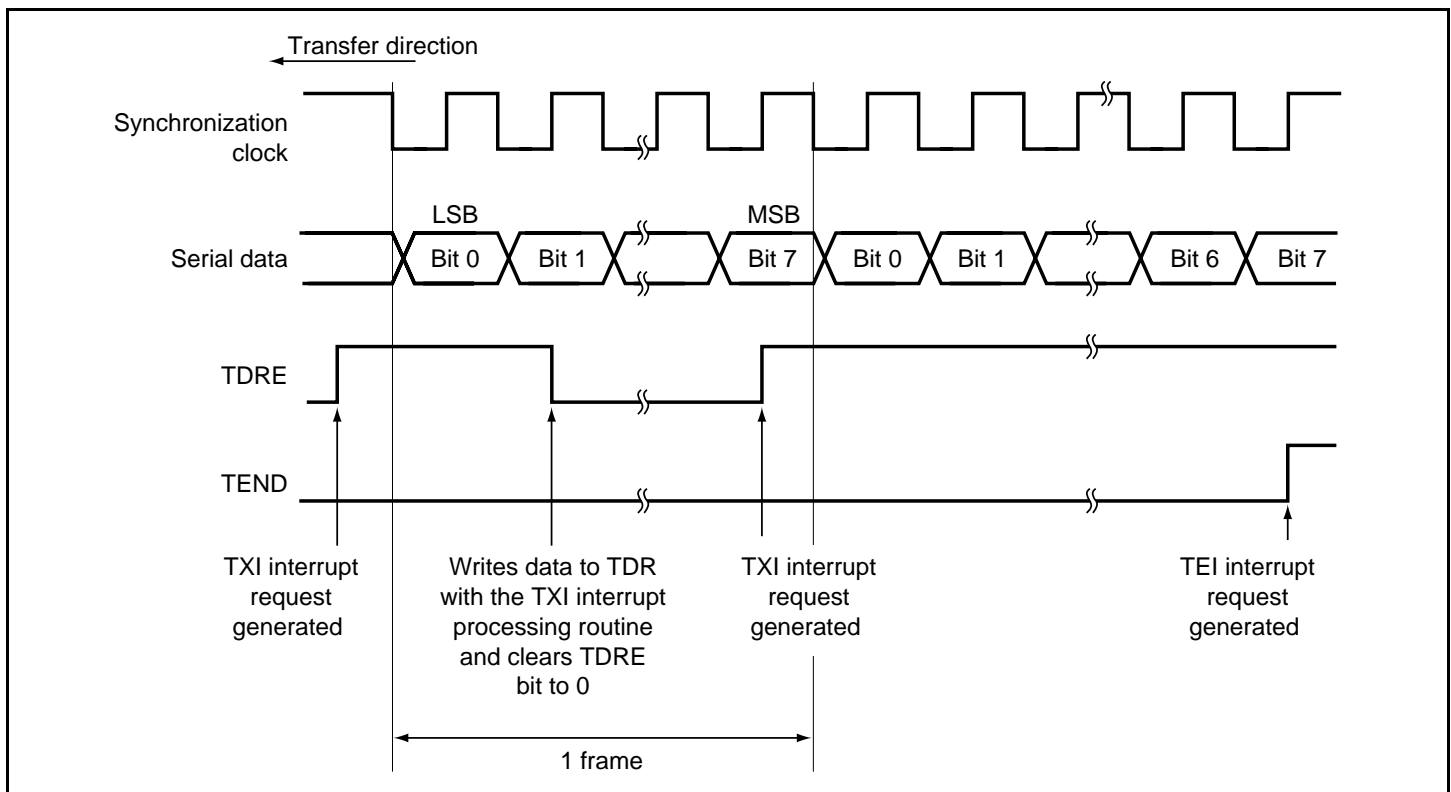 Transfer direction
Synchronization
clock
LSB
MSB
Serial data
Bit 0
Bit 1
Bit 7
Bit 0
Bit 1
Bit 6
Bit 7
TDRE
TEND
TXI interrupt
request
generated
Writes data to TDR
with the TXI interrupt
processing routine
and clears TDRE
bit to 0
TXI interrupt
request
generated
TEI interrupt
request
generated
1 frame